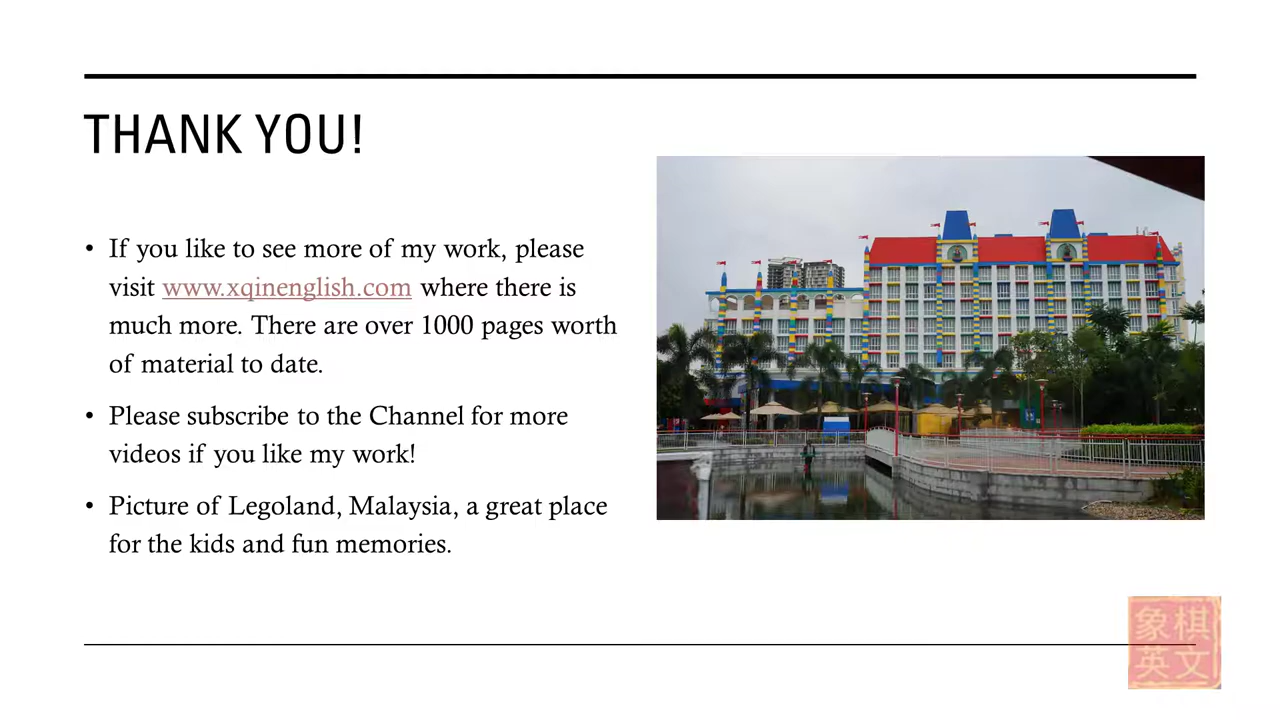 THANK YOU!
• If you like to see more of my work, please
visit www.xqinenglish.com where there is
much more. There are over 1000 pages worth
of material to date.
• Please subscribe to the Channel for more
videos if you like my work!
• Picture of Legoland, Malaysia, a great place
for the kids and fun memories.
象棋
英文